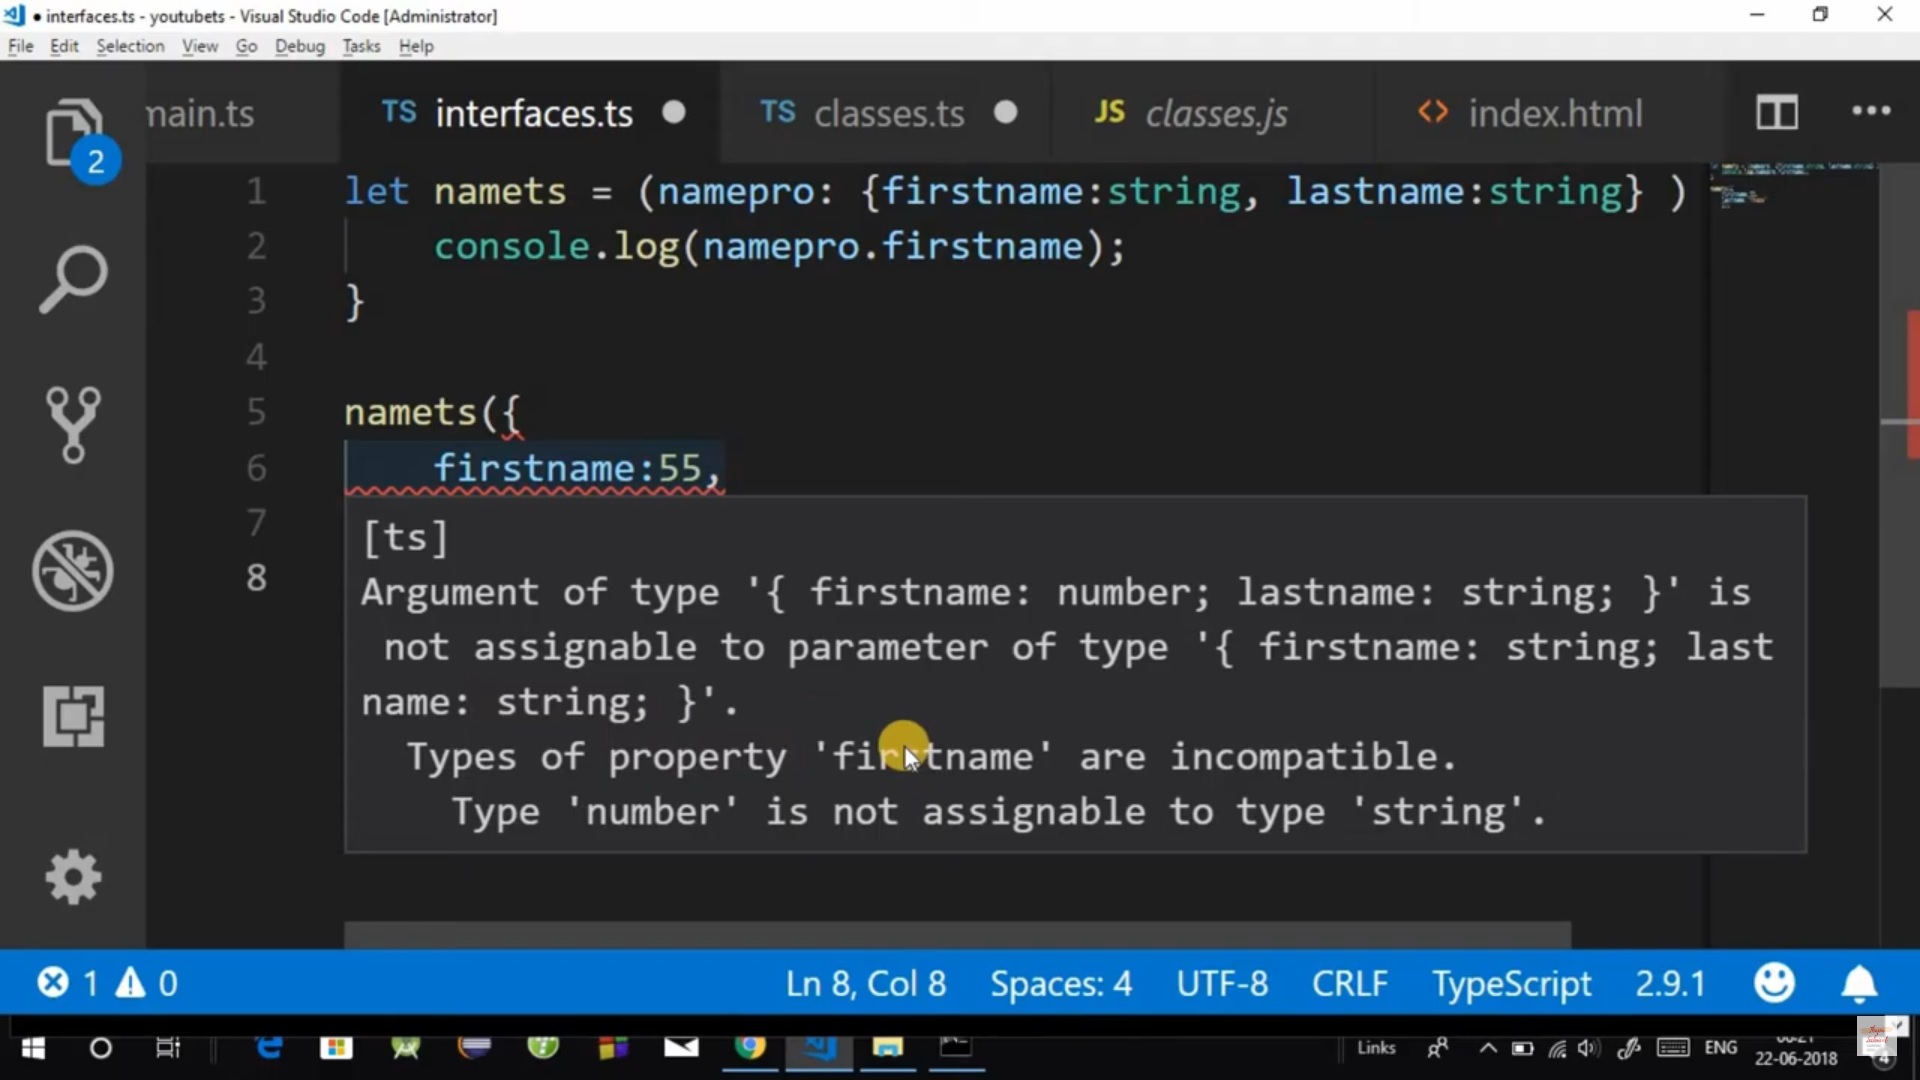 interfaces.ts - youtubets - Visual Studio Code [Administrator]
File Edit Selection View Go Debug Tasks Help
main.ts
TS interfaces.ts
TS classes.ts
JS classes.js
<> index.html
2
1 let namets = (namepro: {firstname:string, lastname:string} )
2 console.log(namepro.firstname);
3 }
4
5 namets({
6 firstname:55,
7
8
[ts]
Argument of type '{ firstname: number; lastname: string; }' is
not assignable to parameter of type '{ firstname: string; last
name: string; }'.
Types of property 'firstname' are incompatible.
Type 'number' is not assignable to type 'string'.
1 0 Ln 8, Col 8 Spaces: 4 UTF-8 CRLF TypeScript 2.9.1
Links ENG
22-06-2018